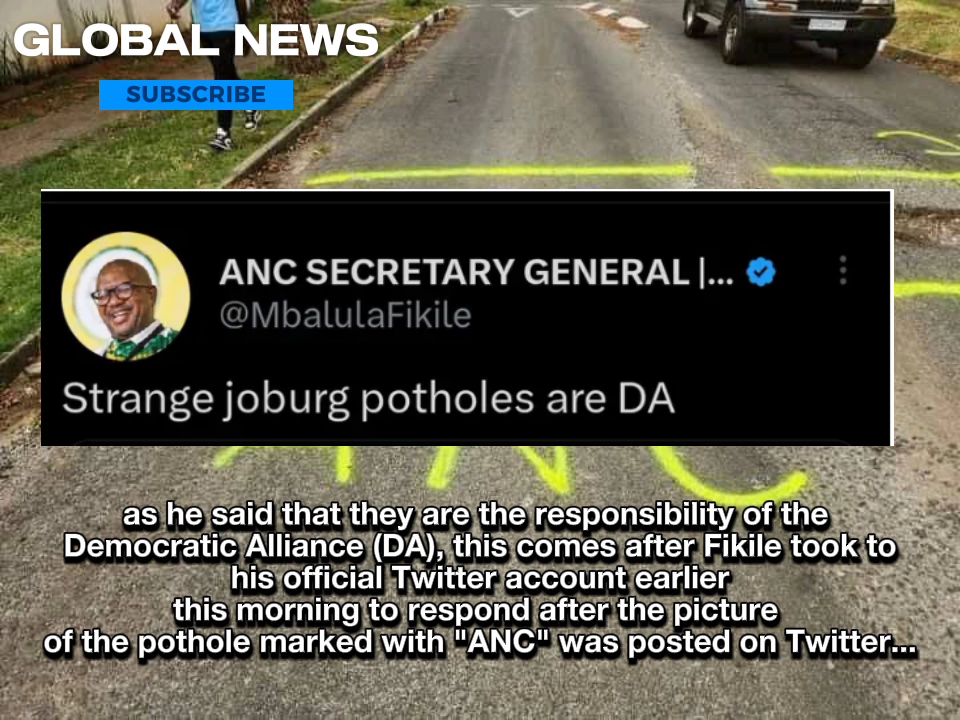 GLOBAL NEWS
SUBSCRIBE
ANC SECRETARY GENERAL |...
@MbalulaFikile
Strange joburg potholes are DA
ANC
as he said that they are the responsibility of the
Democratic Alliance (DA), this comes after Fikile took to
his official Twitter account earlier
this morning to respond after the picture
of the pothole marked with "ANC" was posted on Twitter...